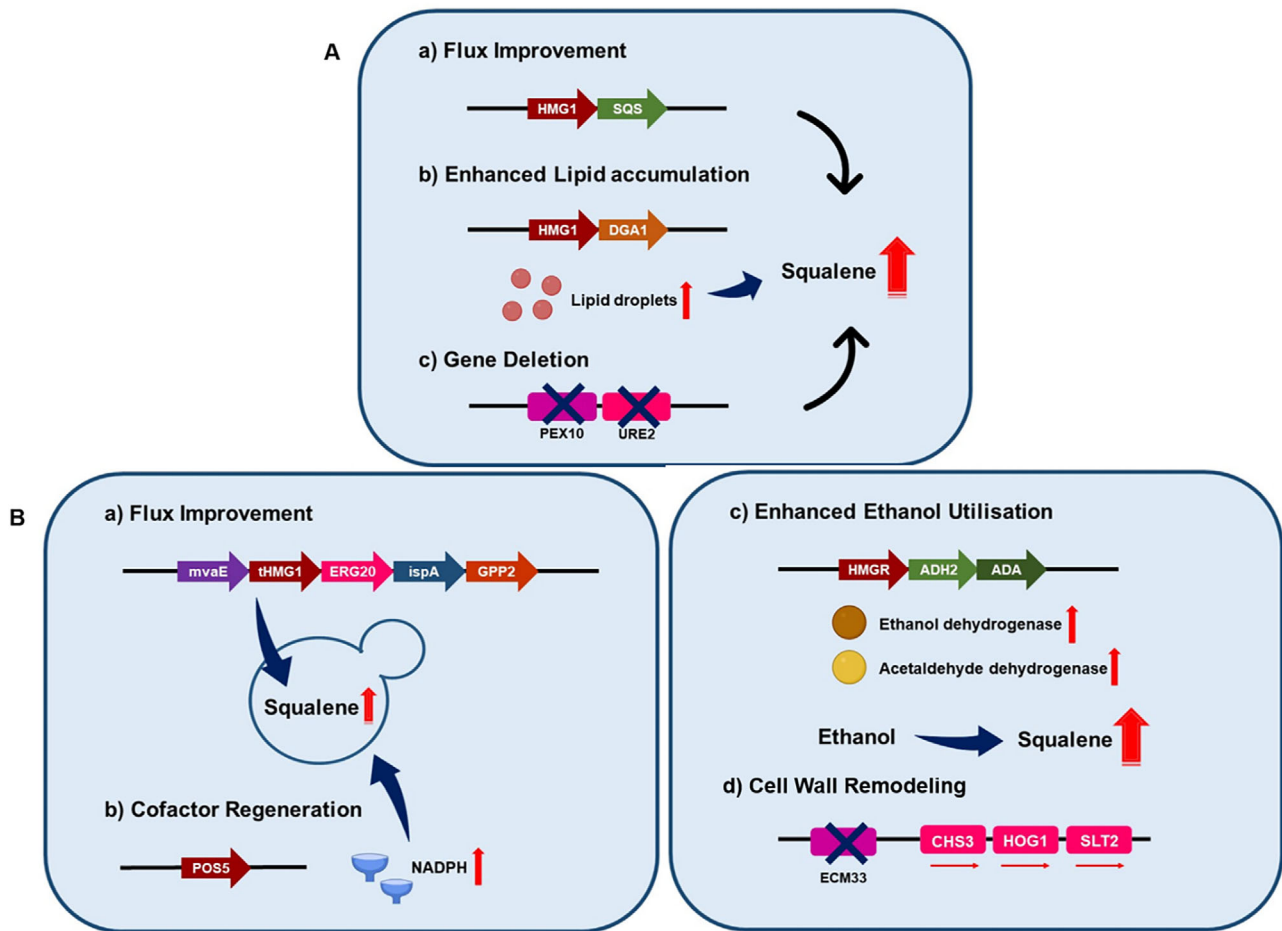 A
a) Flux Improvement
HMG1 SQS
b) Enhanced Lipid accumulation
HMG1 DGA1
Squalene
Lipid droplets
c) Gene Deletion
PEX10 URE2
B
a) Flux Improvement
mvaE tHMG1 ERG20 ispA GPP2
Squalene
b) Cofactor Regeneration
POS5
NADPH
c) Enhanced Ethanol Utilisation
HMGR ADH2 ADA
Ethanol dehydrogenase
Acetaldehyde dehydrogenase
Ethanol Squalene
d) Cell Wall Remodeling
CHS3 HOG1 SLT2
ECM33